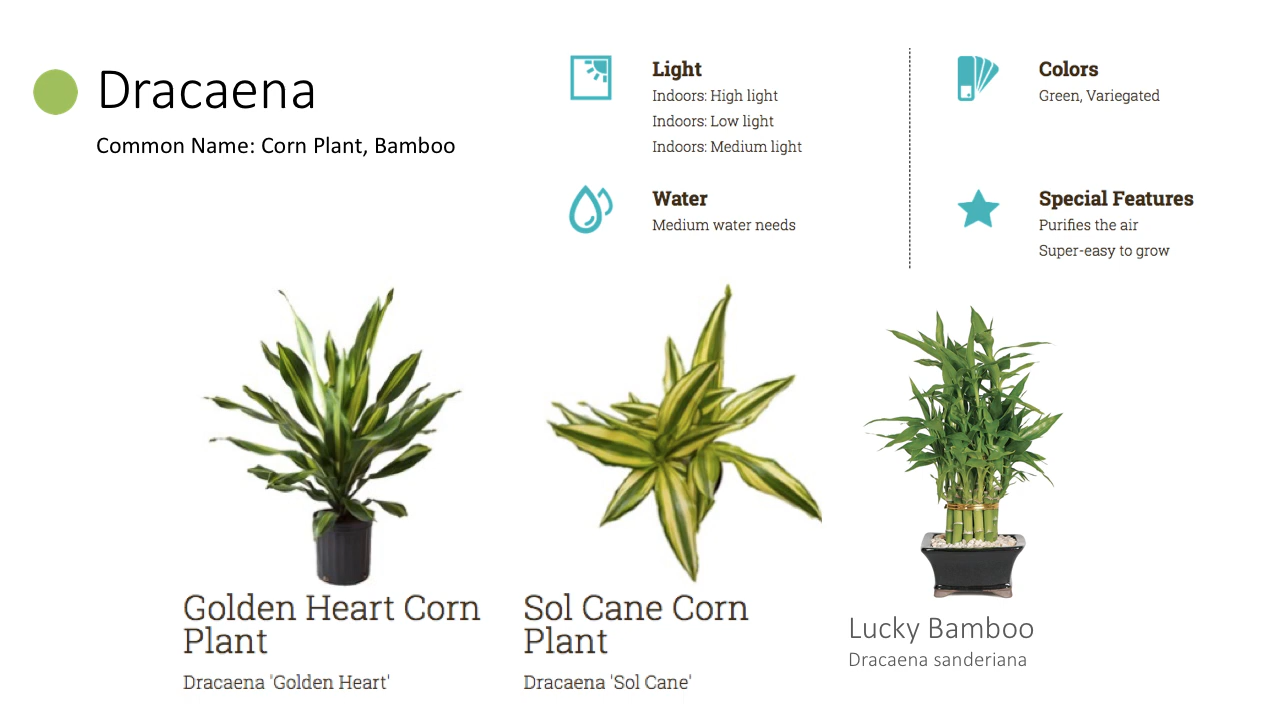 Dracaena
Common Name: Corn Plant, Bamboo
Light
Indoors: High light
Indoors: Low light
Indoors: Medium light
Water
Medium water needs
Colors
Green, Variegated
Special Features
Purifies the air
Super-easy to grow
Golden Heart Corn
Plant
Dracaena 'Golden Heart'
Sol Cane Corn
Plant
Dracaena 'Sol Cane'
Lucky Bamboo
Dracaena sanderiana